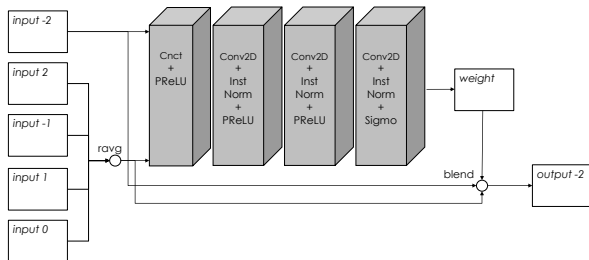 input -2
input 2
input -1
input 1
input 0
ravg
Cnct
+
PReLU
Conv2D
+
Inst
Norm
+
PReLU
Conv2D
+
Inst
Norm
+
PReLU
Conv2D
+
Inst
Norm
+
Sigmo
weight
blend
output -2